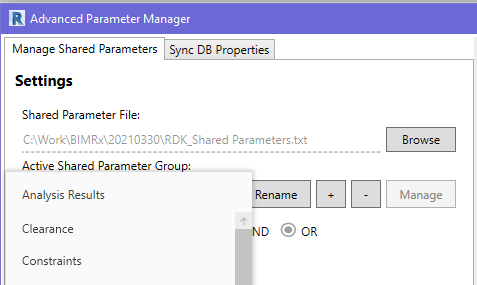 R Advanced Parameter Manager
Manage Shared Parameters Sync DB Properties
Settings
Shared Parameter File:
C:\Work\BIMRx\20210330\RDK_Shared Parameters.txt Browse
Active Shared Parameter Group:
Analysis Results Rename + - Manage
Clearance ND OR
Constraints